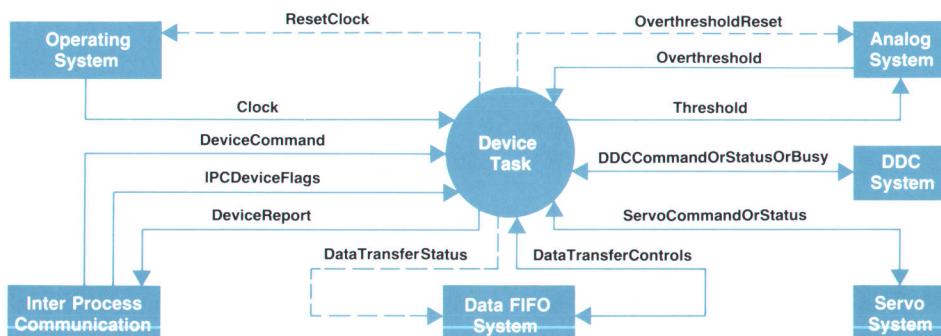 ResetClock
OverthresholdReset
Operating
System
Analog
System
Overthreshold
Clock
Threshold
DeviceCommand
Device
Task
DDCCommandOrStatusOrBusy
DDC
System
IPCDeviceFlags
DeviceReport
ServoCommandOrStatus
DataTransferStatus
DataTransferControls
Inter Process
Communication
Data FIFO
System
Servo
System